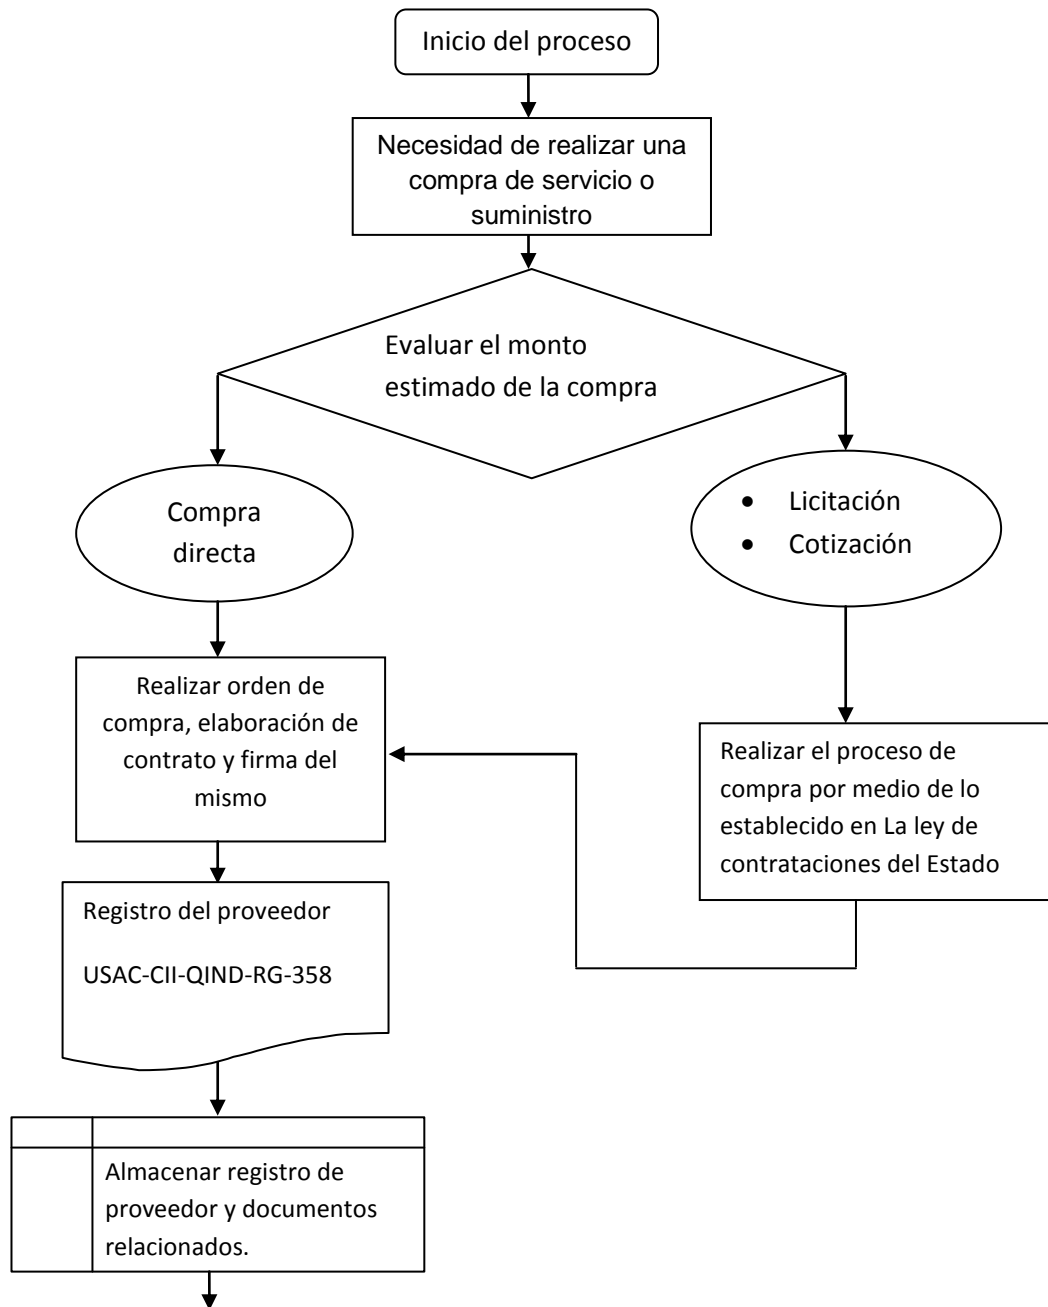 Inicio del proceso
Necesidad de realizar una
compra de servicio o
suministro
Evaluar el monto
estimado de la compra
Compra
directa
• Licitación
• Cotización
Realizar orden de
compra, elaboración de
contrato y firma del
mismo
Realizar el proceso de
compra por medio de lo
establecido en La ley de
contrataciones del Estado
Registro del proveedor
USAC-CII-QIND-RG-358
Almacenar registro de
proveedor y documentos
relacionados.